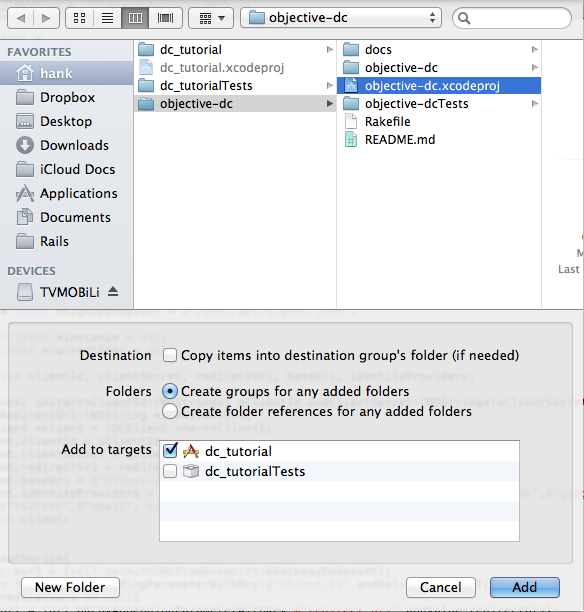 objective-dc
FAVORITES
hank
Dropbox
Desktop
Downloads
iCloud Docs
Applications
Documents
Rails
DEVICES
TVMOBiLi
dc_tutorial
dc_tutorial.xcodeproj
dc_tutorialTests
objective-dc
docs
objective-dc
objective-dc.xcodeproj
objective-dcTests
Rakefile
README.md
M
Last
Destination
Copy items into destination group's folder (if needed)
Folders
Create groups for any added folders
Create folder references for any added folders
Add to targets
dc_tutorial
dc_tutorialTests
New Folder
Cancel
Add